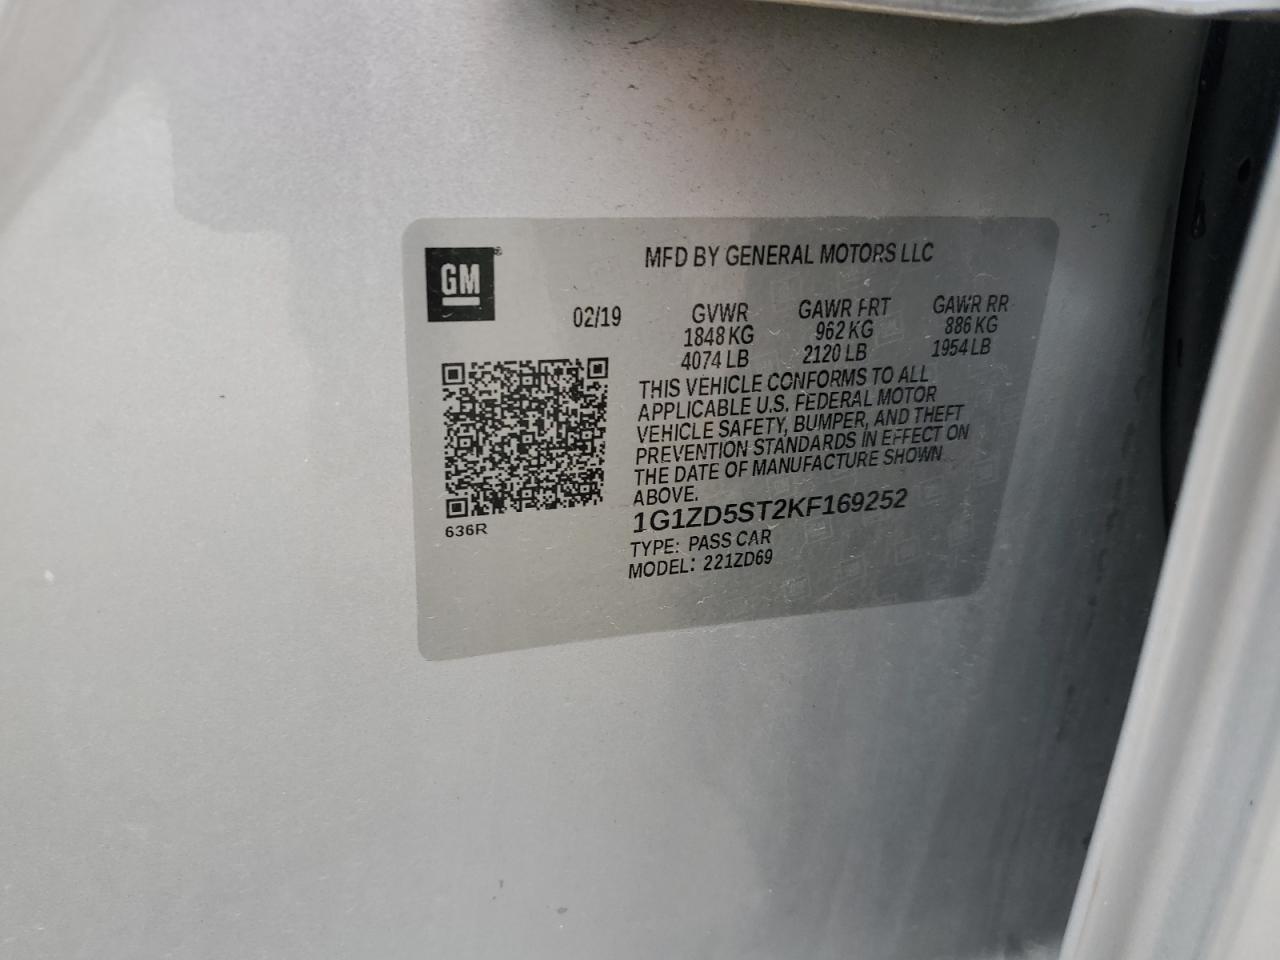 GM®
MFD BY GENERAL MOTORS LLC
02/19
GVWR GAWR FRT GAWR RR
1848 KG 962 KG 886 KG
4074 LB 2120 LB 1954 LB
THIS VEHICLE CONFORMS TO ALL
APPLICABLE U.S. FEDERAL MOTOR
VEHICLE SAFETY, BUMPER, AND THEFT
PREVENTION STANDARDS IN EFFECT ON
THE DATE OF MANUFACTURE SHOWN
ABOVE.
1G1ZD5ST2KF169252
TYPE: PASS CAR
MODEL: 221ZD69
636R